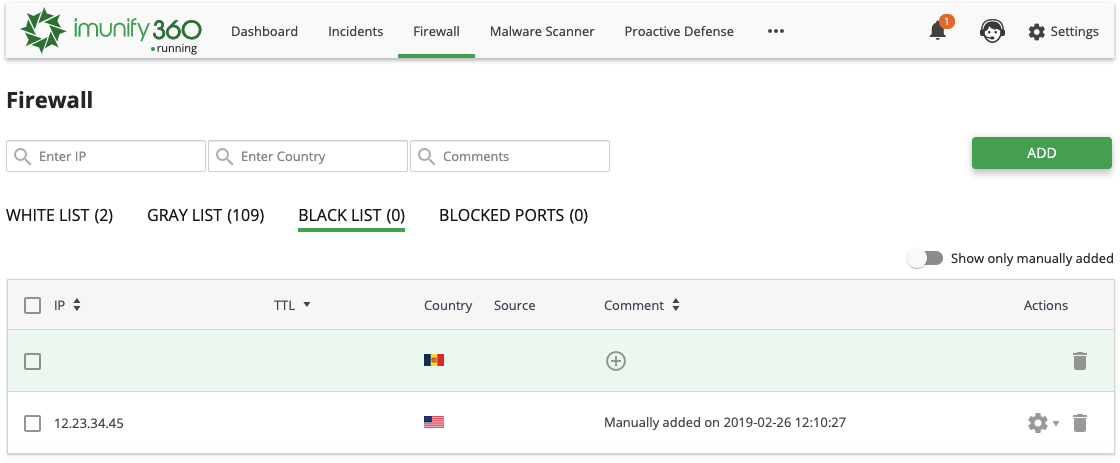 imunify 360
running
Dashboard Incidents Firewall Malware Scanner Proactive Defense ••• 1 Settings
Firewall
Enter IP Enter Country Comments ADD
WHITE LIST (2) GRAY LIST (109) BLACK LIST (0) BLOCKED PORTS (0)
Show only manually added
IP TTL Country Source Comment Actions
12.23.34.45 Manually added on 2019-02-26 12:10:27